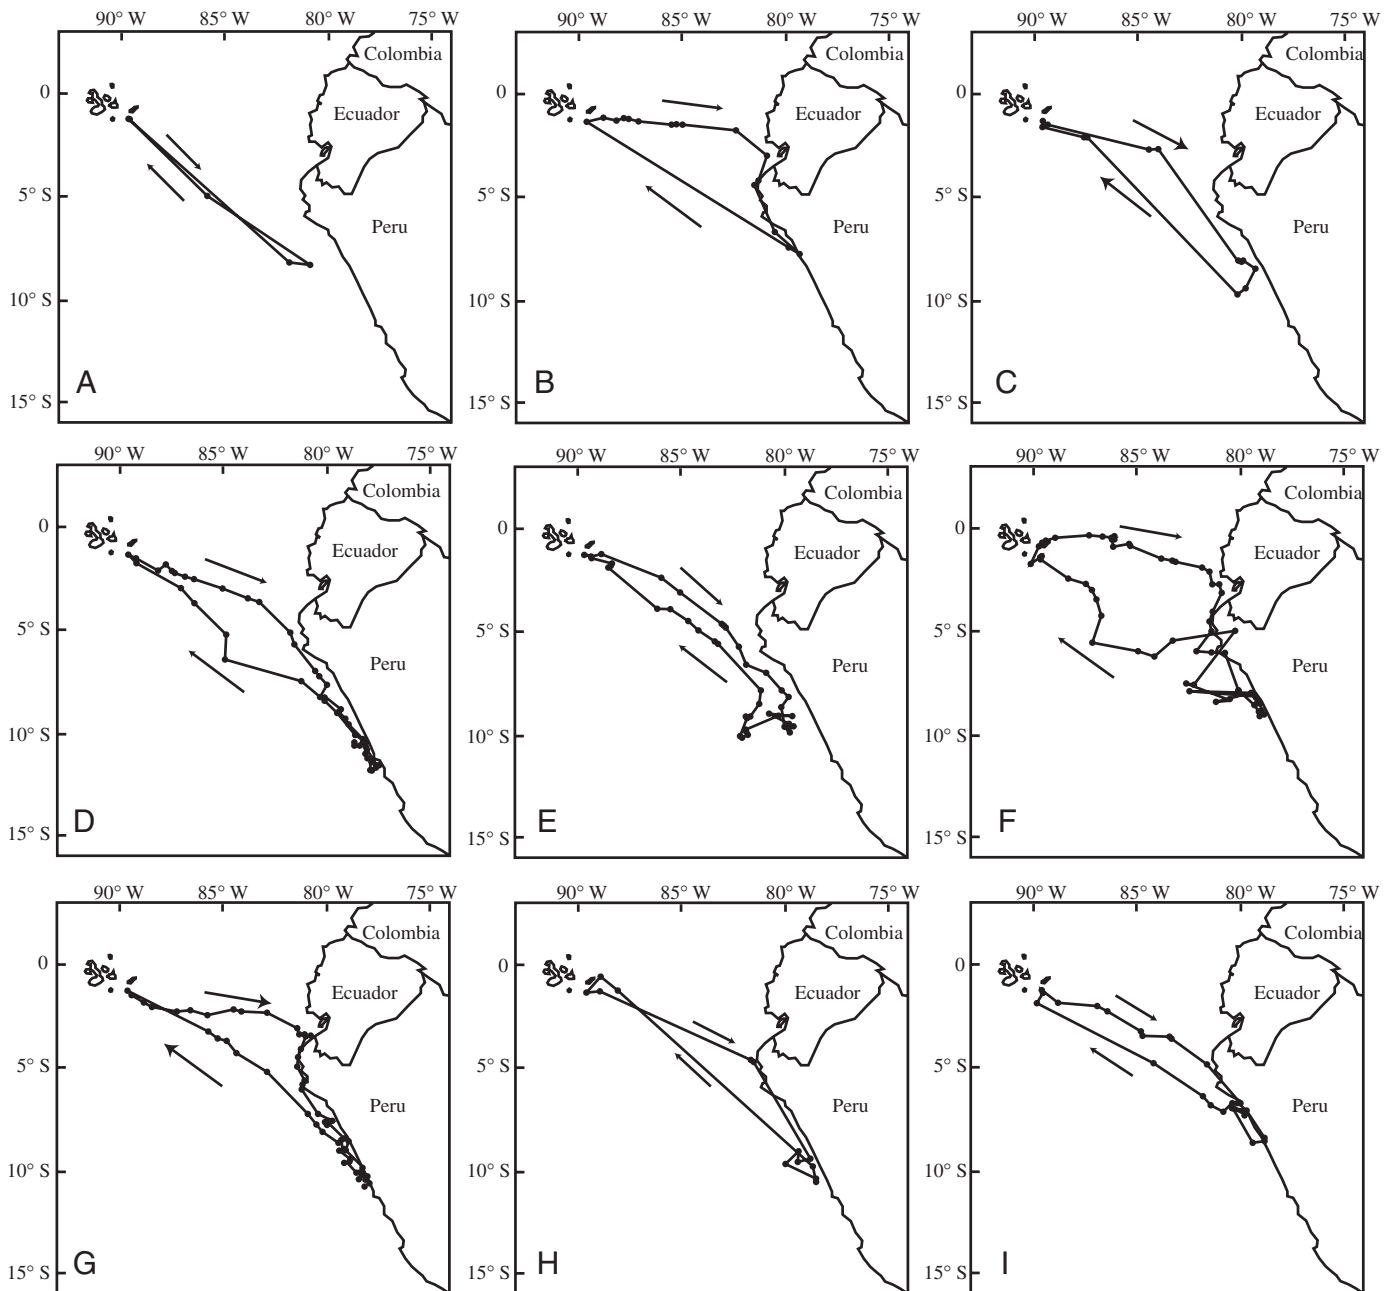 90° W 85° W 80° W 75° W 90° W 85° W 80° W 75° W 90° W 85° W 80° W 75° W
Colombia Colombia Colombia
0 Ecuador 0 Ecuador 0 Ecuador
5° S 5° S 5° S
Peru Peru Peru
10° S 10° S 10° S
A B C
15° S 15° S 15° S
90° W 85° W 80° W 75° W 90° W 85° W 80° W 75° W 90° W 85° W 80° W 75° W
Colombia Colombia Colombia
0 0 0
Ecuador Ecuador Ecuador
5° S 5° S 5° S
Peru Peru Peru
10° S 10° S 10° S
D E F
15° S 15° S 15° S
90° W 85° W 80° W 75° W 90° W 85° W 80° W 75° W 90° W 85° W 80° W 75° W
Colombia Colombia Colombia
0 0 0
Ecuador Ecuador Ecuador
5° S 5° S 5° S
Peru Peru Peru
10° S 10° S 10° S
G H I
15° S 15° S 15° S